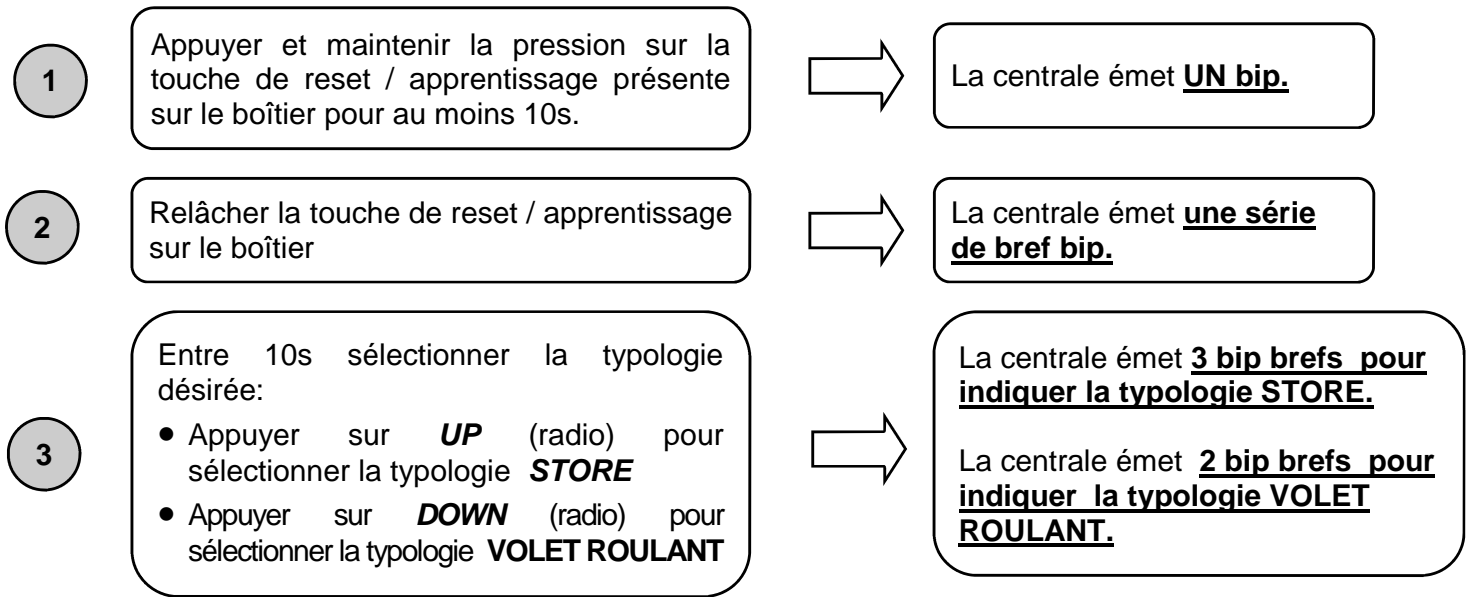 1
Appuyer et maintenir la pression sur la
touche de reset / apprentissage présente
sur le boîtier pour au moins 10s.
La centrale émet UN bip.
2
Relâcher la touche de reset / apprentissage
sur le boîtier
La centrale émet une série
de bref bip.
3
Entre 10s sélectionner la typologie
désirée:
• Appuyer sur UP (radio) pour
sélectionner la typologie STORE
• Appuyer sur DOWN (radio) pour
sélectionner la typologie VOLET ROULANT
La centrale émet 3 bip brefs pour
indiquer la typologie STORE.
La centrale émet 2 bip brefs pour
indiquer la typologie VOLET
ROULANT.